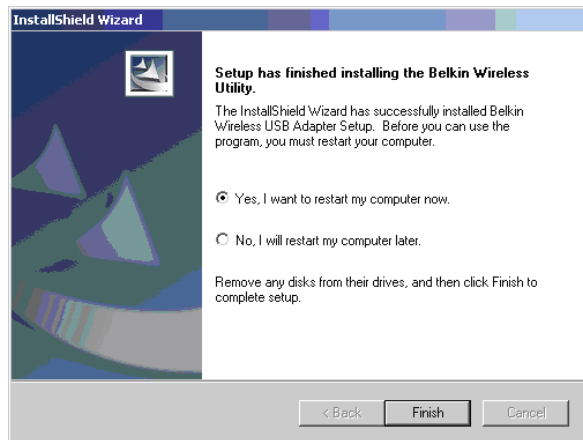 InstallShield Wizard
Setup has finished installing the Belkin Wireless
Utility.
The InstallShield Wizard has successfully installed Belkin
Wireless USB Adapter Setup. Before you can use the
program, you must restart your computer.
Yes, I want to restart my computer now.
No, I will restart my computer later.
Remove any disks from their drives, and then click Finish to
complete setup.
< Back Finish Cancel